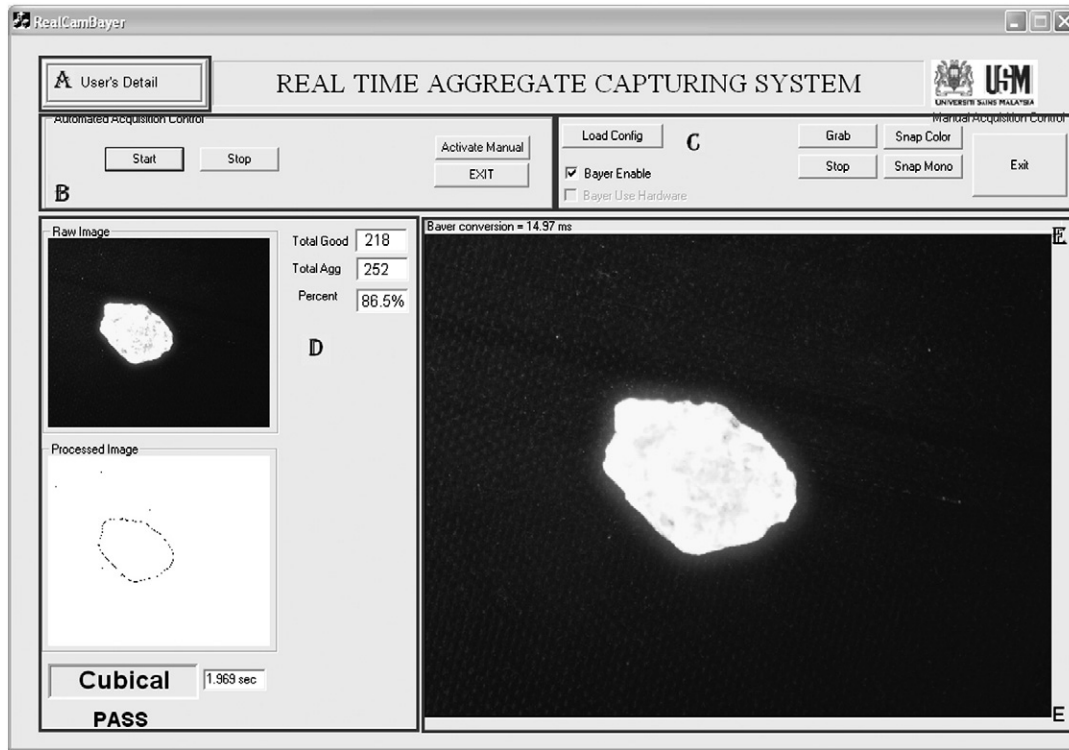 RealCamBayer
A User's Detail
REAL TIME AGGREGATE CAPTURING SYSTEM
USM
UNIVERSITI SAINS MALAYSIA
Automated Acquisition Control
Start
Stop
Activate Manual
EXIT
B
Manual Acquisition Control
Load Config
C
Grab
Snap Color
Bayer Enable
Stop
Snap Mono
Exit
Bayer Use Hardware
Raw Image
Total Good 218
Total Agg 252
Percent 86.5%
D
Processed Image
Cubical
1.969 sec
PASS
Bayer conversion = 14.97 ms
E
E